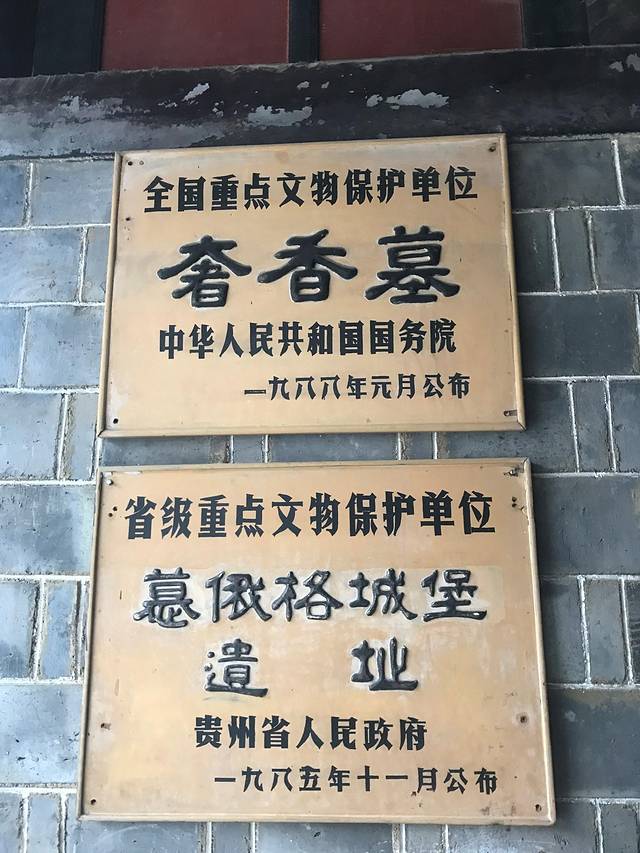 全国重点文物保护单位
奢香墓
中华人民共和国国务院
一九八八年元月公布
省级重点文物保护单位
慕俄格城堡
遺址
贵州省人民政府
一九八五年十一月公布